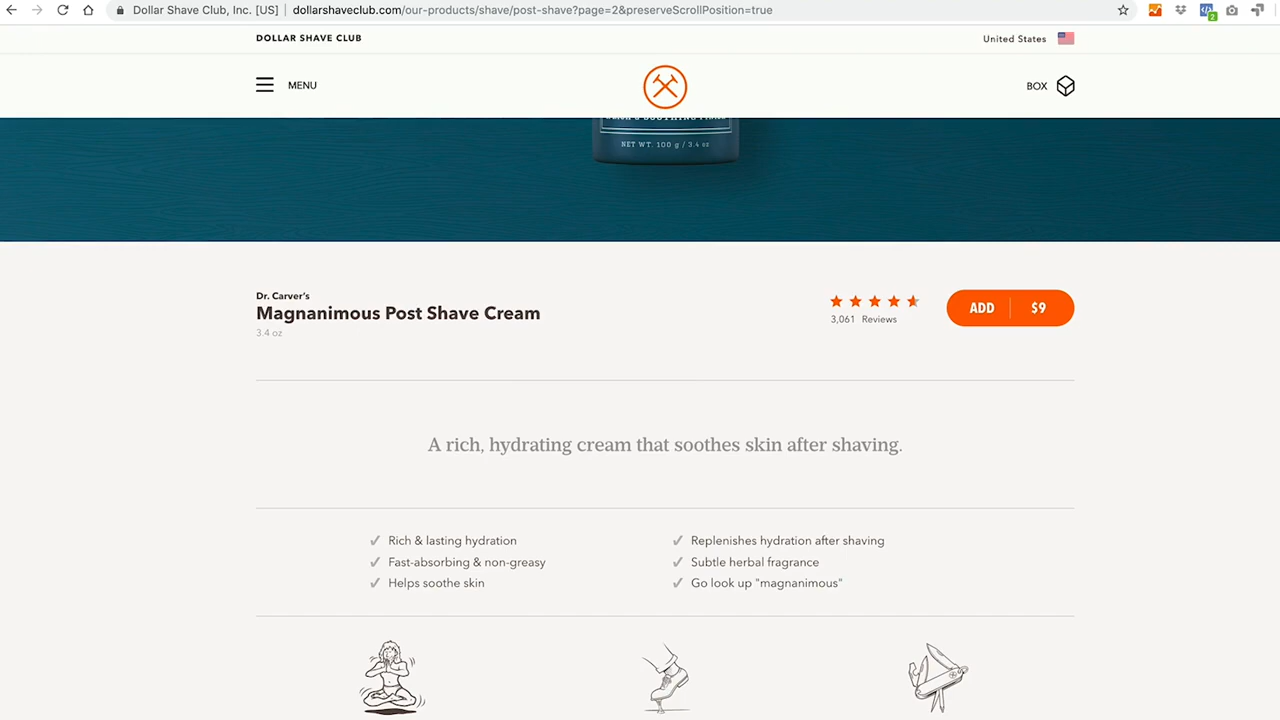 Dollar Shave Club, Inc. [US] dollarshaveclub.com/our-products/shave/post-shave?page=2&preserveScrollPosition=true
2
DOLLAR SHAVE CLUB
United States
MENU
BOX
NET WT. 100 g / 3.4 oz
Dr. Carver's
Magnanimous Post Shave Cream
3.4 oz
3,061 Reviews
ADD $9
A rich, hydrating cream that soothes skin after shaving.
✓ Rich & lasting hydration
✓ Fast-absorbing & non-greasy
✓ Helps soothe skin
✓ Replenishes hydration after shaving
✓ Subtle herbal fragrance
✓ Go look up "magnanimous"